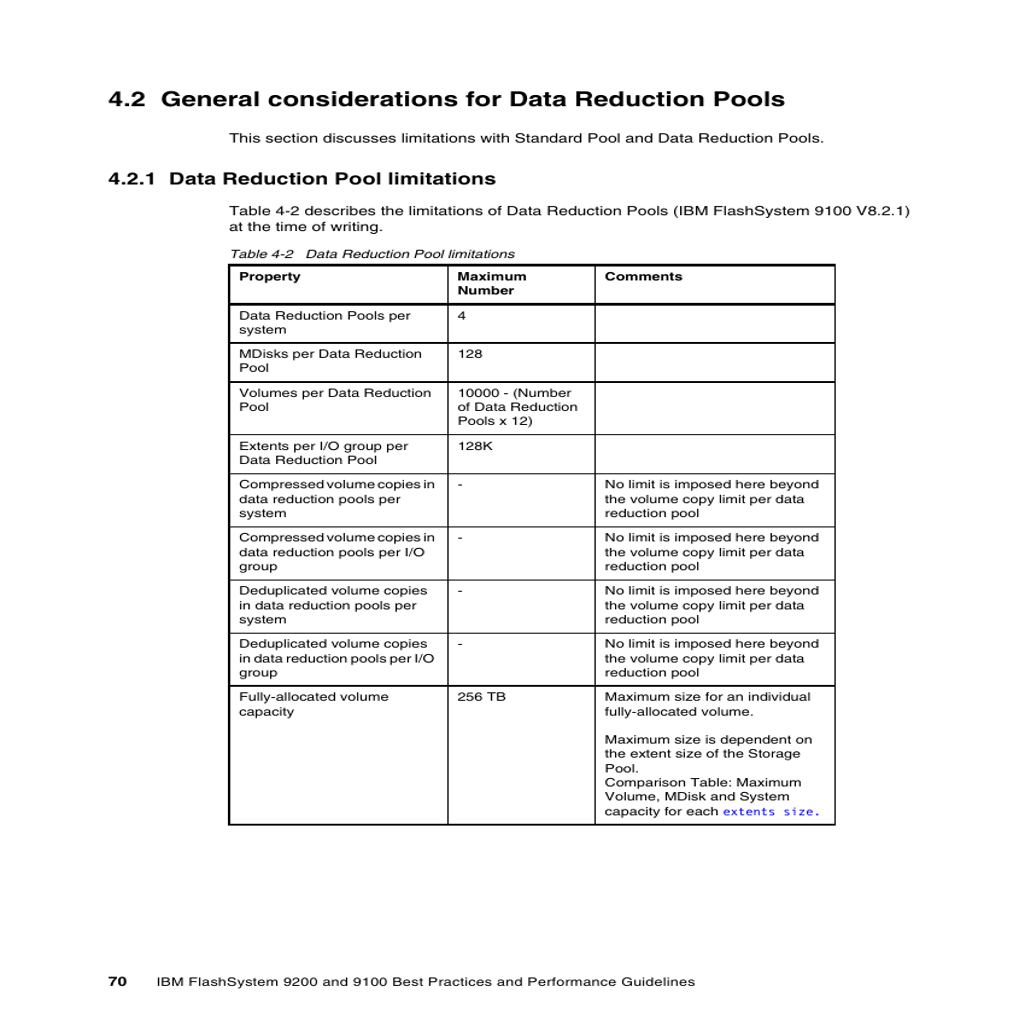 4.2 General considerations for Data Reduction Pools
This section discusses limitations with Standard Pool and Data Reduction Pools.
4.2.1 Data Reduction Pool limitations
Table 4-2 describes the limitations of Data Reduction Pools (IBM FlashSystem 9100 V8.2.1)
at the time of writing.
Table 4-2 Data Reduction Pool limitations
Property
Maximum
Number
Comments
Data Reduction Pools per
system
4
MDisks per Data Reduction
Pool
128
Volumes per Data Reduction
Pool
10000 - (Number
of Data Reduction
Pools x 12)
Extents per I/O group per
Data Reduction Pool
128K
Compressed volume copies in
data reduction pools per
system
-
No limit is imposed here beyond
the volume copy limit per data
reduction pool
Compressed volume copies in
data reduction pools per I/O
group
-
No limit is imposed here beyond
the volume copy limit per data
reduction pool
Deduplicated volume copies
in data reduction pools per
system
-
No limit is imposed here beyond
the volume copy limit per data
reduction pool
Deduplicated volume copies
in data reduction pools per I/O
group
-
No limit is imposed here beyond
the volume copy limit per data
reduction pool
Fully-allocated volume
capacity
256 TB
Maximum size for an individual
fully-allocated volume.
Maximum size is dependent on
the extent size of the Storage
Pool.
Comparison Table: Maximum
Volume, MDisk and System
capacity for each extents size.
70 IBM FlashSystem 9200 and 9100 Best Practices and Performance Guidelines